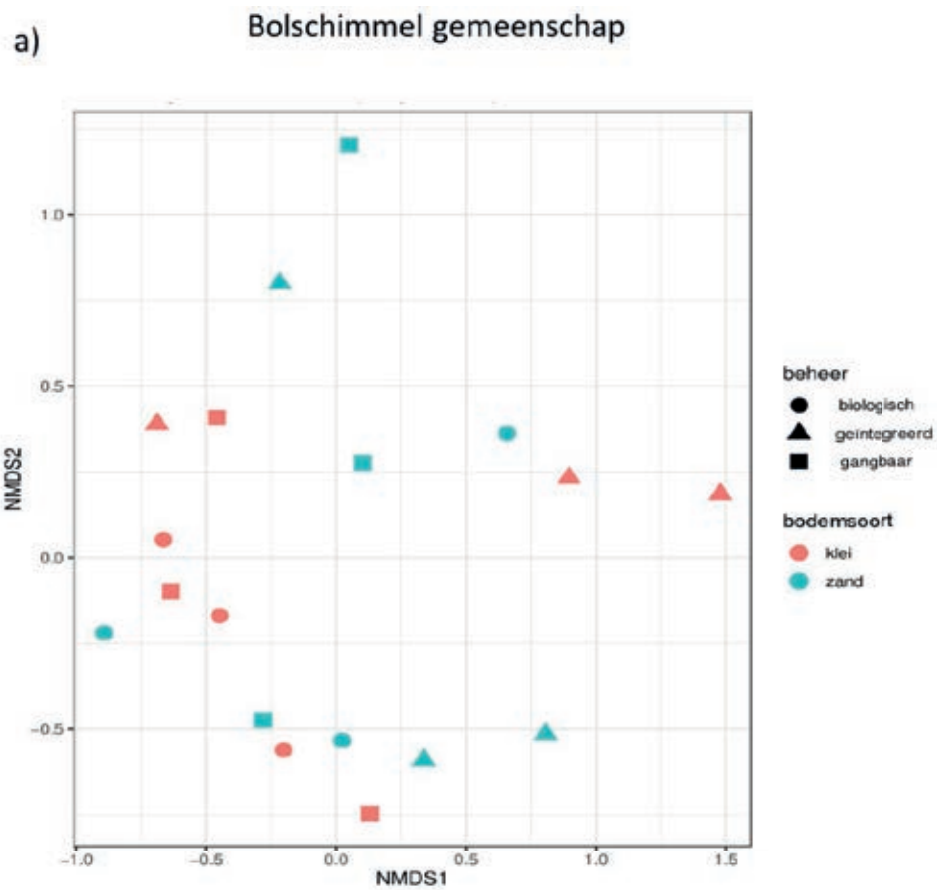 a)
Bolschimmel gemeenschap
1.0
0.5
0.0
−0.5
NMDS2
−1.0
−0.5
0.0
0.5
1.0
1.5
NMDS1
beheer
biologisch
geïntegreerd
gangbaar
bodemsoort
klei
zand